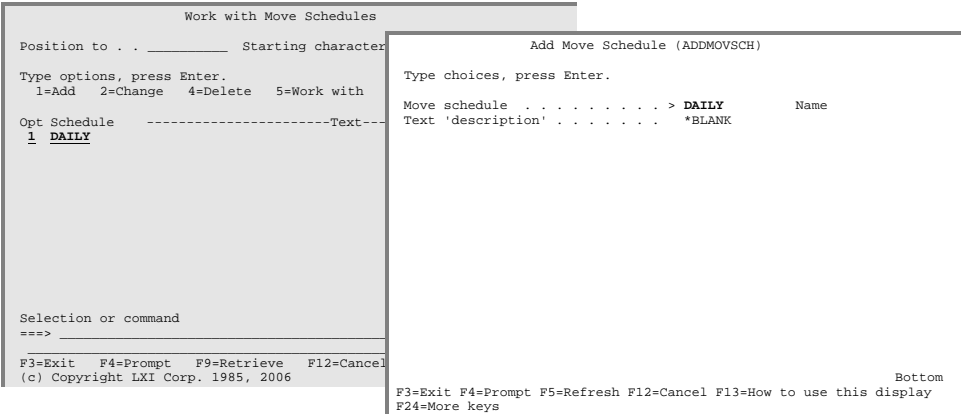 Work with Move Schedules
Position to . . __________ Starting character
Type options, press Enter.
1=Add 2=Change 4=Delete 5=Work with
Opt Schedule -----------------------Text---
1 DAILY
Selection or command
===>
F3=Exit F4=Prompt F9=Retrieve F12=Cancel
(c) Copyright LXI Corp. 1985, 2006
Add Move Schedule (ADDMOVSCH)
Type choices, press Enter.
Move schedule . . . . . . . . . > DAILY Name
Text 'description' . . . . . . . *BLANK
Bottom
F3=Exit F4=Prompt F5=Refresh F12=Cancel F13=How to use this display
F24=More keys